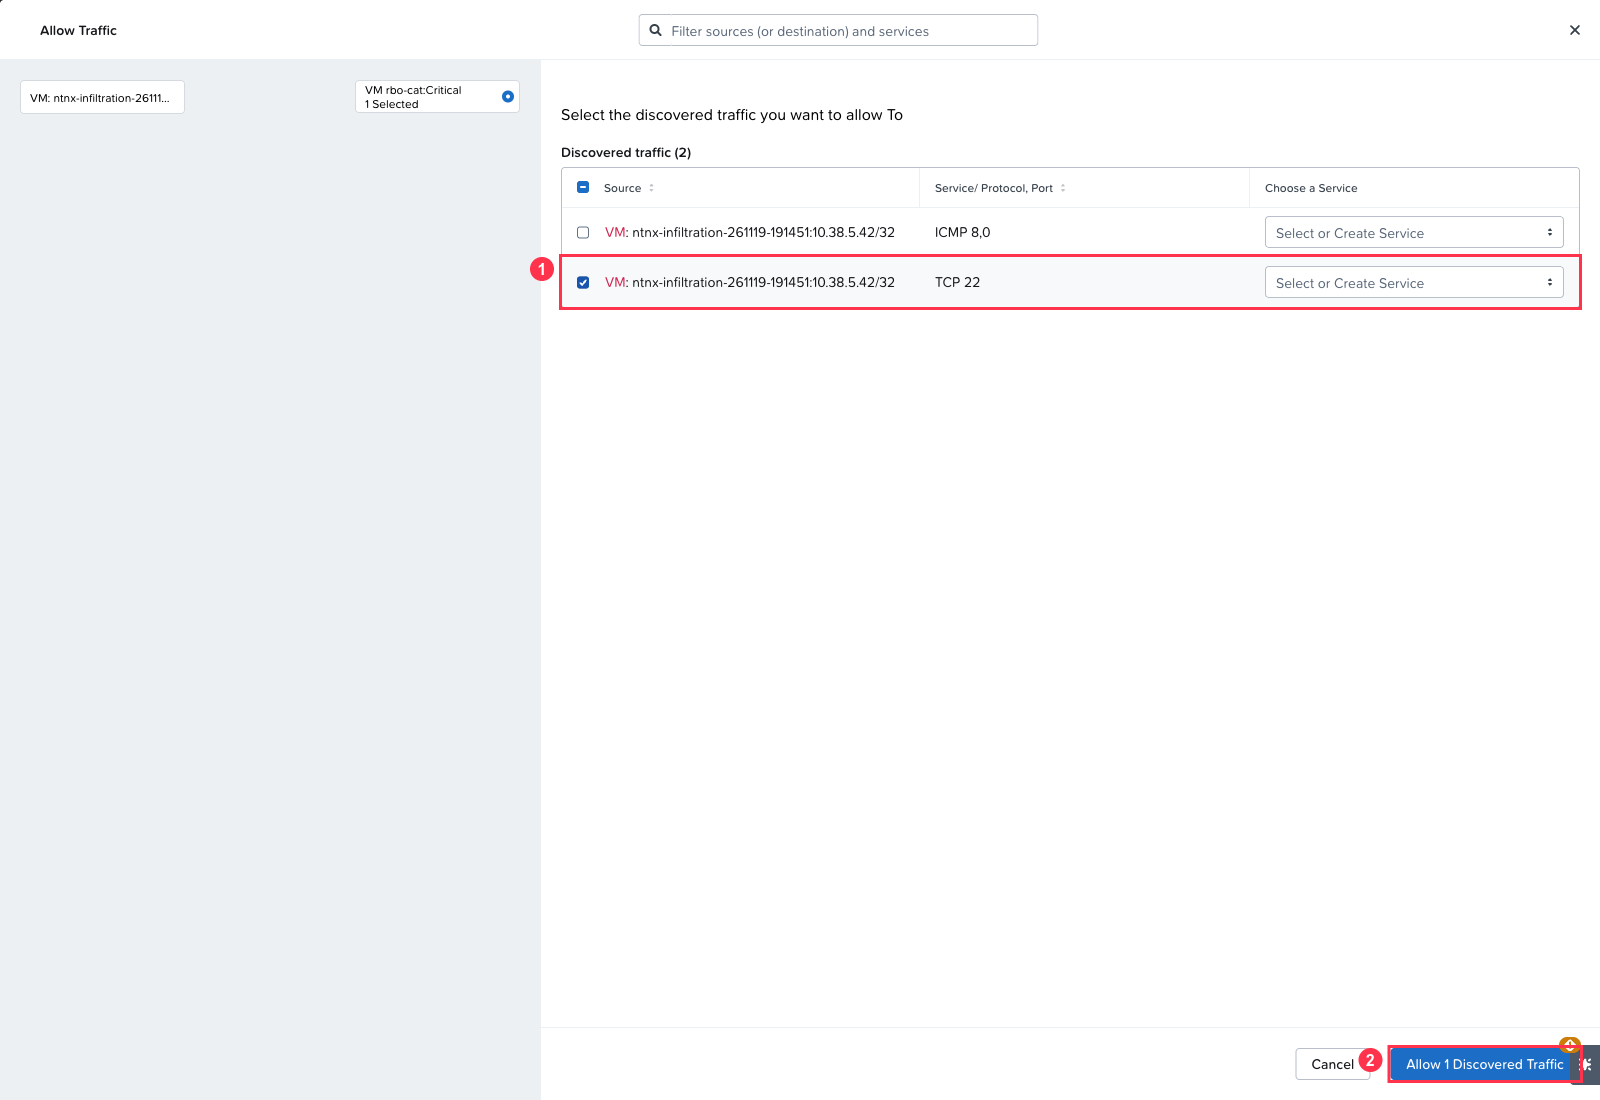 Allow Traffic
Filter sources (or destination) and services
VM: ntnx-infiltration-26111...
VM rbo-cat:Critical
1 Selected
Select the discovered traffic you want to allow To
Discovered traffic (2)
Source
Service/ Protocol, Port
Choose a Service
VM: ntnx-infiltration-261119-191451:10.38.5.42/32
ICMP 8,0
Select or Create Service
1
VM: ntnx-infiltration-261119-191451:10.38.5.42/32
TCP 22
Select or Create Service
Cancel
2
Allow 1 Discovered Traffic